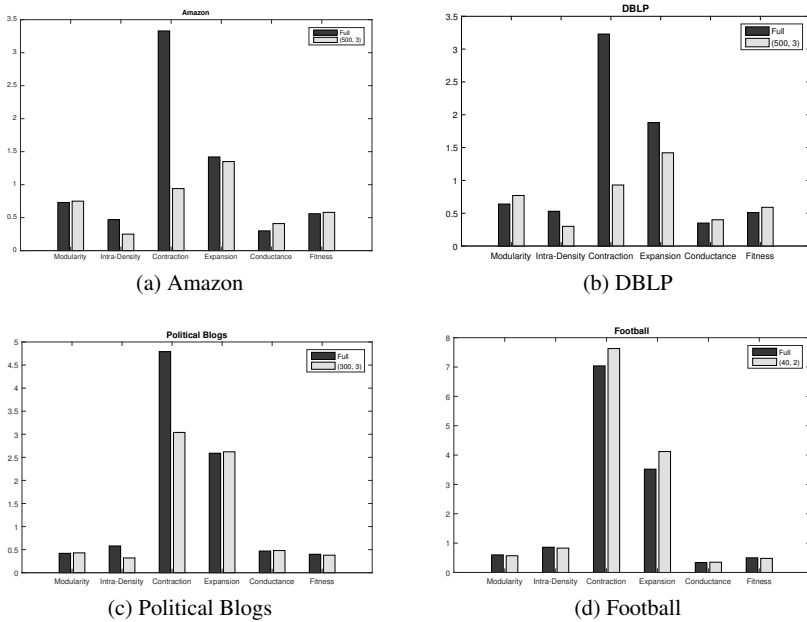 Amazon
3.5
3
2.5
2
1.5
1
0.5
0
Full
(500, 3)
Modularity Intra-Density Contraction Expansion Conductance Fitness
(a) Amazon
DBLP
3.5
3
2.5
2
1.5
1
0.5
0
Full
(500, 3)
Modularity Intra-Density Contraction Expansion Conductance Fitness
(b) DBLP
Political Blogs
5
4.5
4
3.5
3
2.5
2
1.5
1
0.5
0
Full
(300, 3)
Modularity Intra-Density Contraction Expansion Conductance Fitness
(c) Political Blogs
Football
8
7
6
5
4
3
2
1
0
Full
(40, 2)
Modularity Intra-Density Contraction Expansion Conductance Fitness
(d) Football